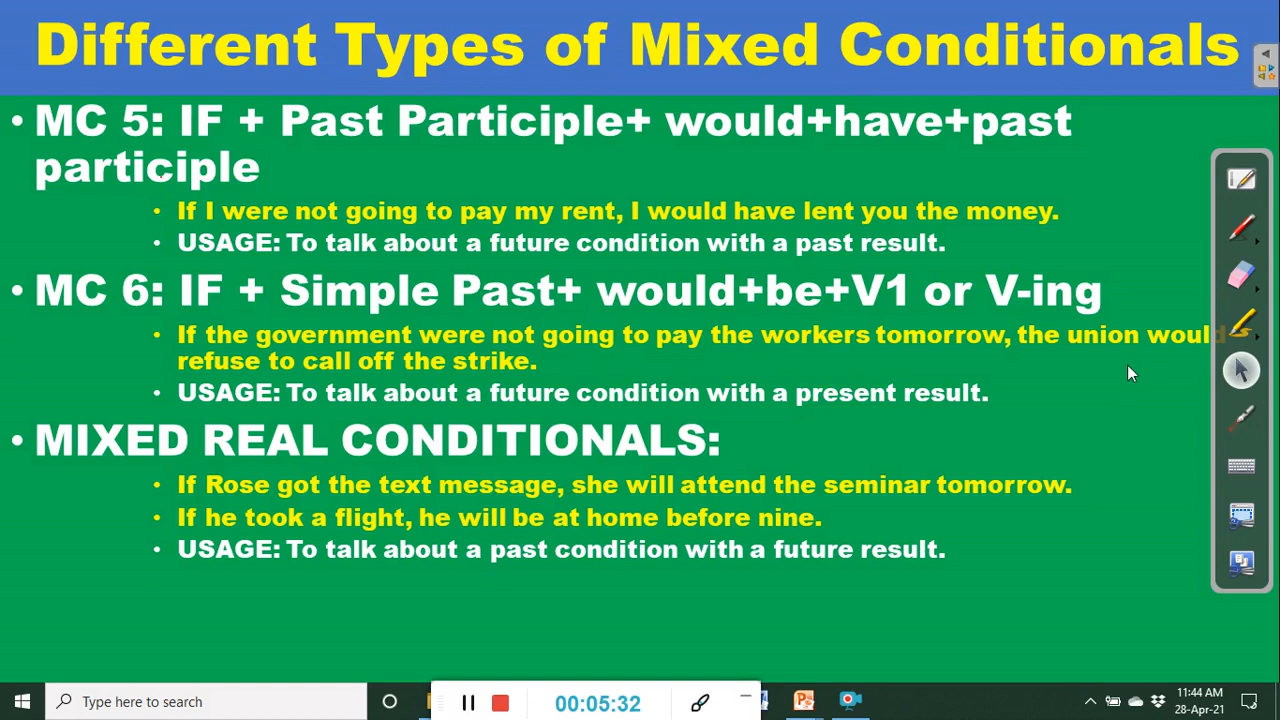 Different Types of Mixed Conditionals
• MC 5: IF + Past Participle+ would+have+past
participle
• If I were not going to pay my rent, I would have lent you the money.
• USAGE: To talk about a future condition with a past result.
• MC 6: IF + Simple Past+ would+be+V1 or V-ing
• If the government were not going to pay the workers tomorrow, the union would
refuse to call off the strike.
• USAGE: To talk about a future condition with a present result.
• MIXED REAL CONDITIONALS:
• If Rose got the text message, she will attend the seminar tomorrow.
• If he took a flight, he will be at home before nine.
• USAGE: To talk about a past condition with a future result.
Type here to search
00:05:32
11:44 AM
28-Apr-21